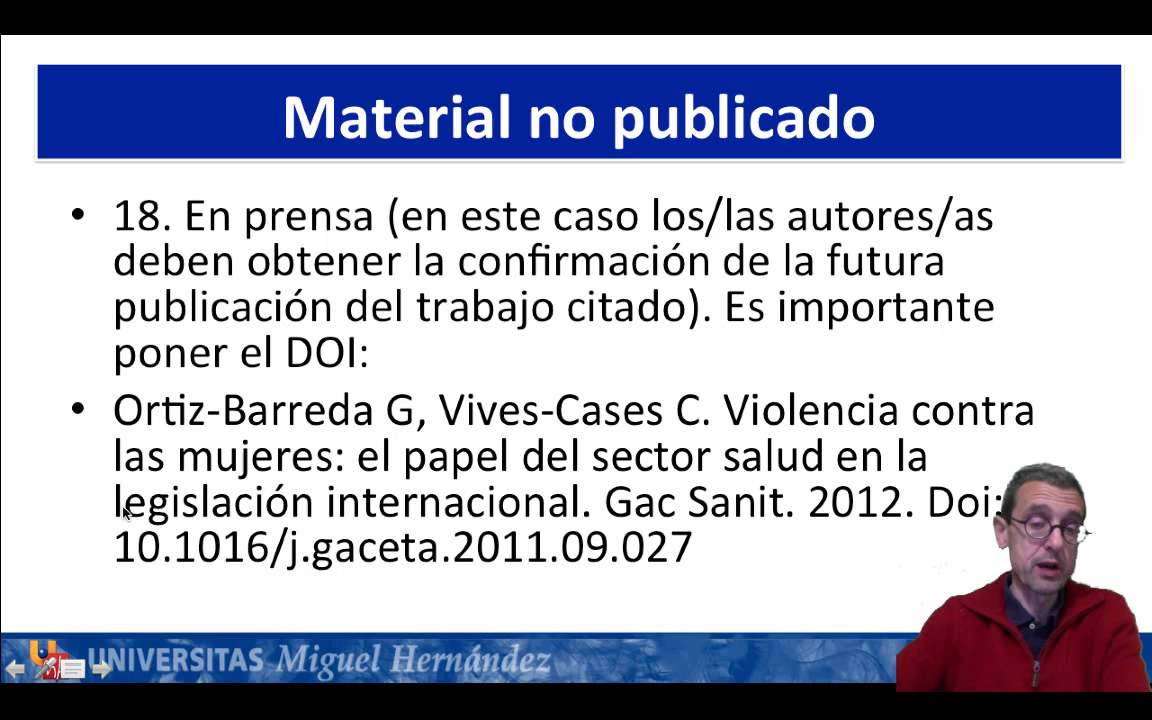 Material no publicado
• 18. En prensa (en este caso los/las autores/as
deben obtener la confirmación de la futura
publicación del trabajo citado). Es importante
poner el DOI:
• Ortiz-Barreda G, Vives-Cases C. Violencia contra
las mujeres: el papel del sector salud en la
legislación internacional. Gac Sanit. 2012. Doi:
10.1016/j.gaceta.2011.09.027
UNIVERSITAS Miguel Hernández